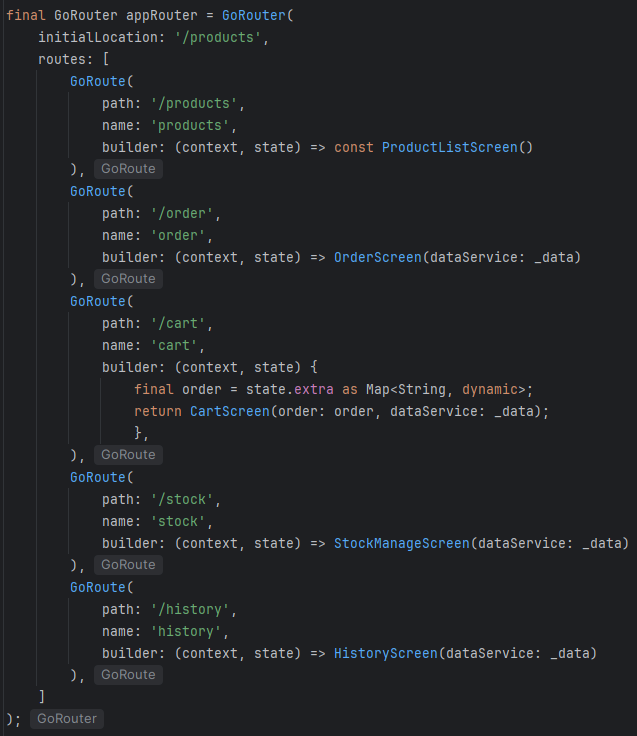 final GoRouter appRouter = GoRouter(
    initialLocation: '/products',
    routes: [
        GoRoute(
            path: '/products',
            name: 'products',
            builder: (context, state) => const ProductListScreen()
        ), GoRoute
        GoRoute(
            path: '/order',
            name: 'order',
            builder: (context, state) => OrderScreen(dataService: _data)
        ), GoRoute
        GoRoute(
            path: '/cart',
            name: 'cart',
            builder: (context, state) {
                final order = state.extra as Map<String, dynamic>;
                return CartScreen(order: order, dataService: _data);
                },
        ), GoRoute
        GoRoute(
            path: '/stock',
            name: 'stock',
            builder: (context, state) => StockManageScreen(dataService: _data)
        ), GoRoute
        GoRoute(
            path: '/history',
            name: 'history',
            builder: (context, state) => HistoryScreen(dataService: _data)
        ), GoRoute
    ]
); GoRouter